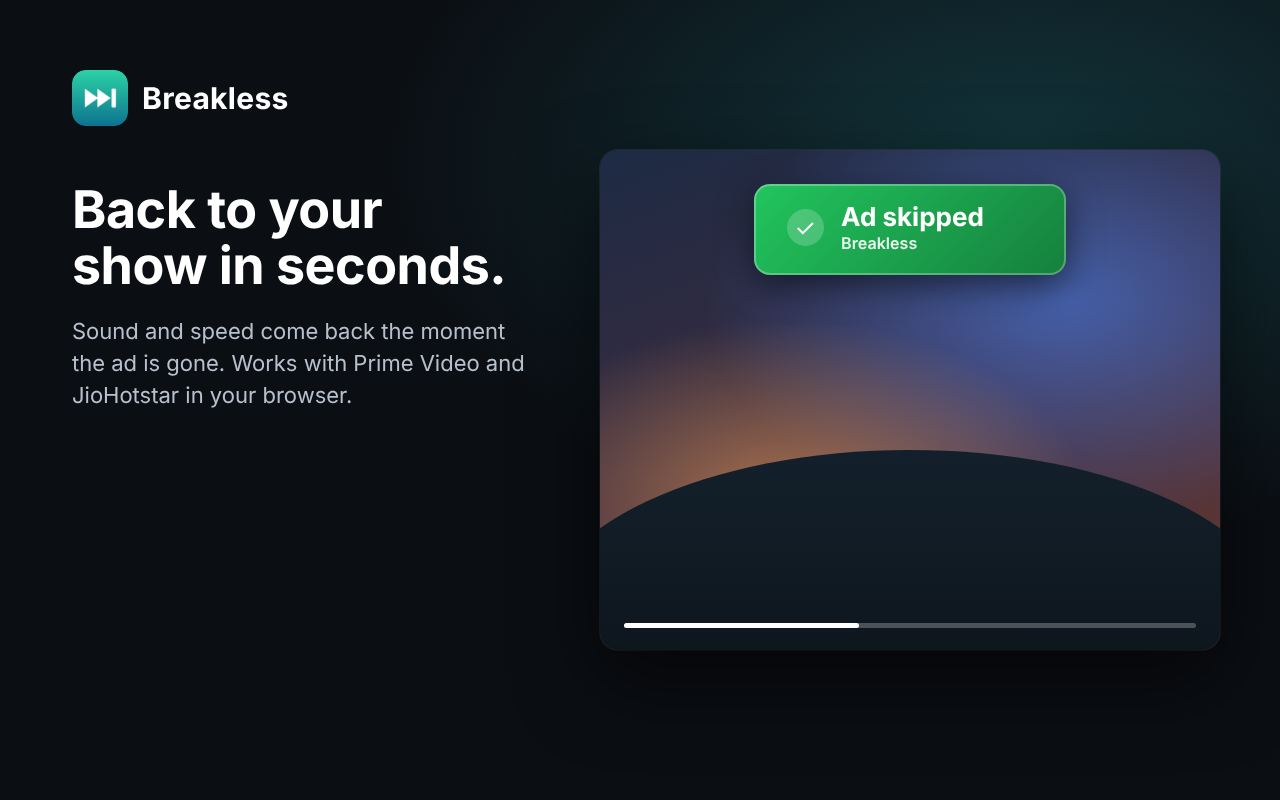 Breakless
Back to your
show in seconds.
Sound and speed come back the moment
the ad is gone. Works with Prime Video and
JioHotstar in your browser.
Ad skipped
Breakless